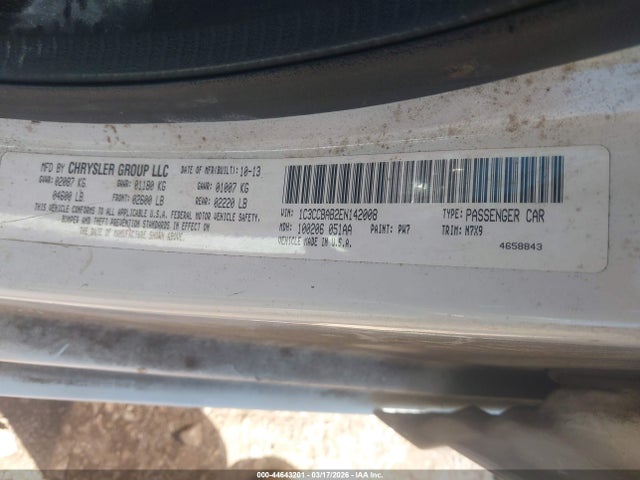 MFD BY CHRYSLER GROUP LLC DATE OF MFR(BUILT): 10-13
GVWR: 02087 KG GAWR: 01180 KG GAWR: 01007 KG
04600 LB FRONT: 02600 LB REAR: 02220 LB
THIS VEHICLE CONFORMS TO ALL APPLICABLE U.S.A. FEDERAL MOTOR VEHICLE SAFETY
BUMPER AND THEFT PREVENTION STANDARDS IN EFFECT ON
THE DATE OF MANUFACTURE SHOWN ABOVE.
VIN: 1C3CCBAB2EN142008 TYPE: PASSENGER CAR
MDH: 100206 051AA PAINT: PW7 TRIM: M7X9
VEHICLE MADE IN U.S.A. 4658843
000-44643201 - 03/17/2026 - IAAI.COM